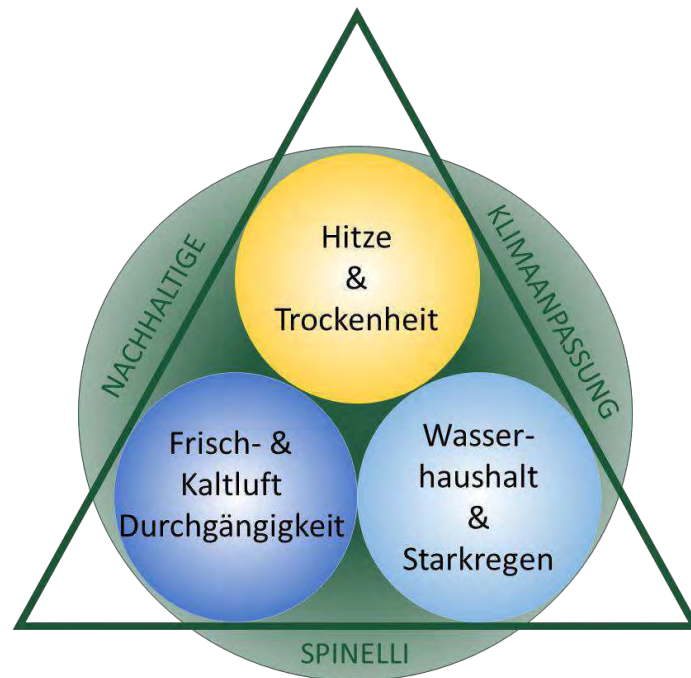 NACHHALTIGE
KLIMAANPASSUNG
Hitze
&
Trockenheit
Frisch- &
Kaltluft
Durchgängigkeit
Wasser-
haushalt
&
Starkregen
SPINELLI